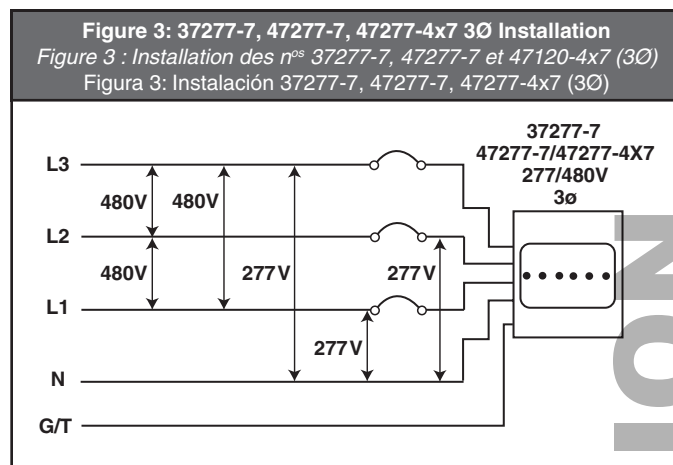 Figure 3: 37277-7, 47277-7, 47277-4x7 3Ø Installation
Figure 3 : Installation des nos 37277-7, 47277-7 et 47120-4x7 (3Ø)
Figura 3: Instalación 37277-7, 47277-7, 47277-4x7 (3Ø)
37277-7
47277-7/47277-4X7
277/480V
3ø
L3
480V 480V
L2
480V 277V 277V
L1
277V
N
G/T
ION